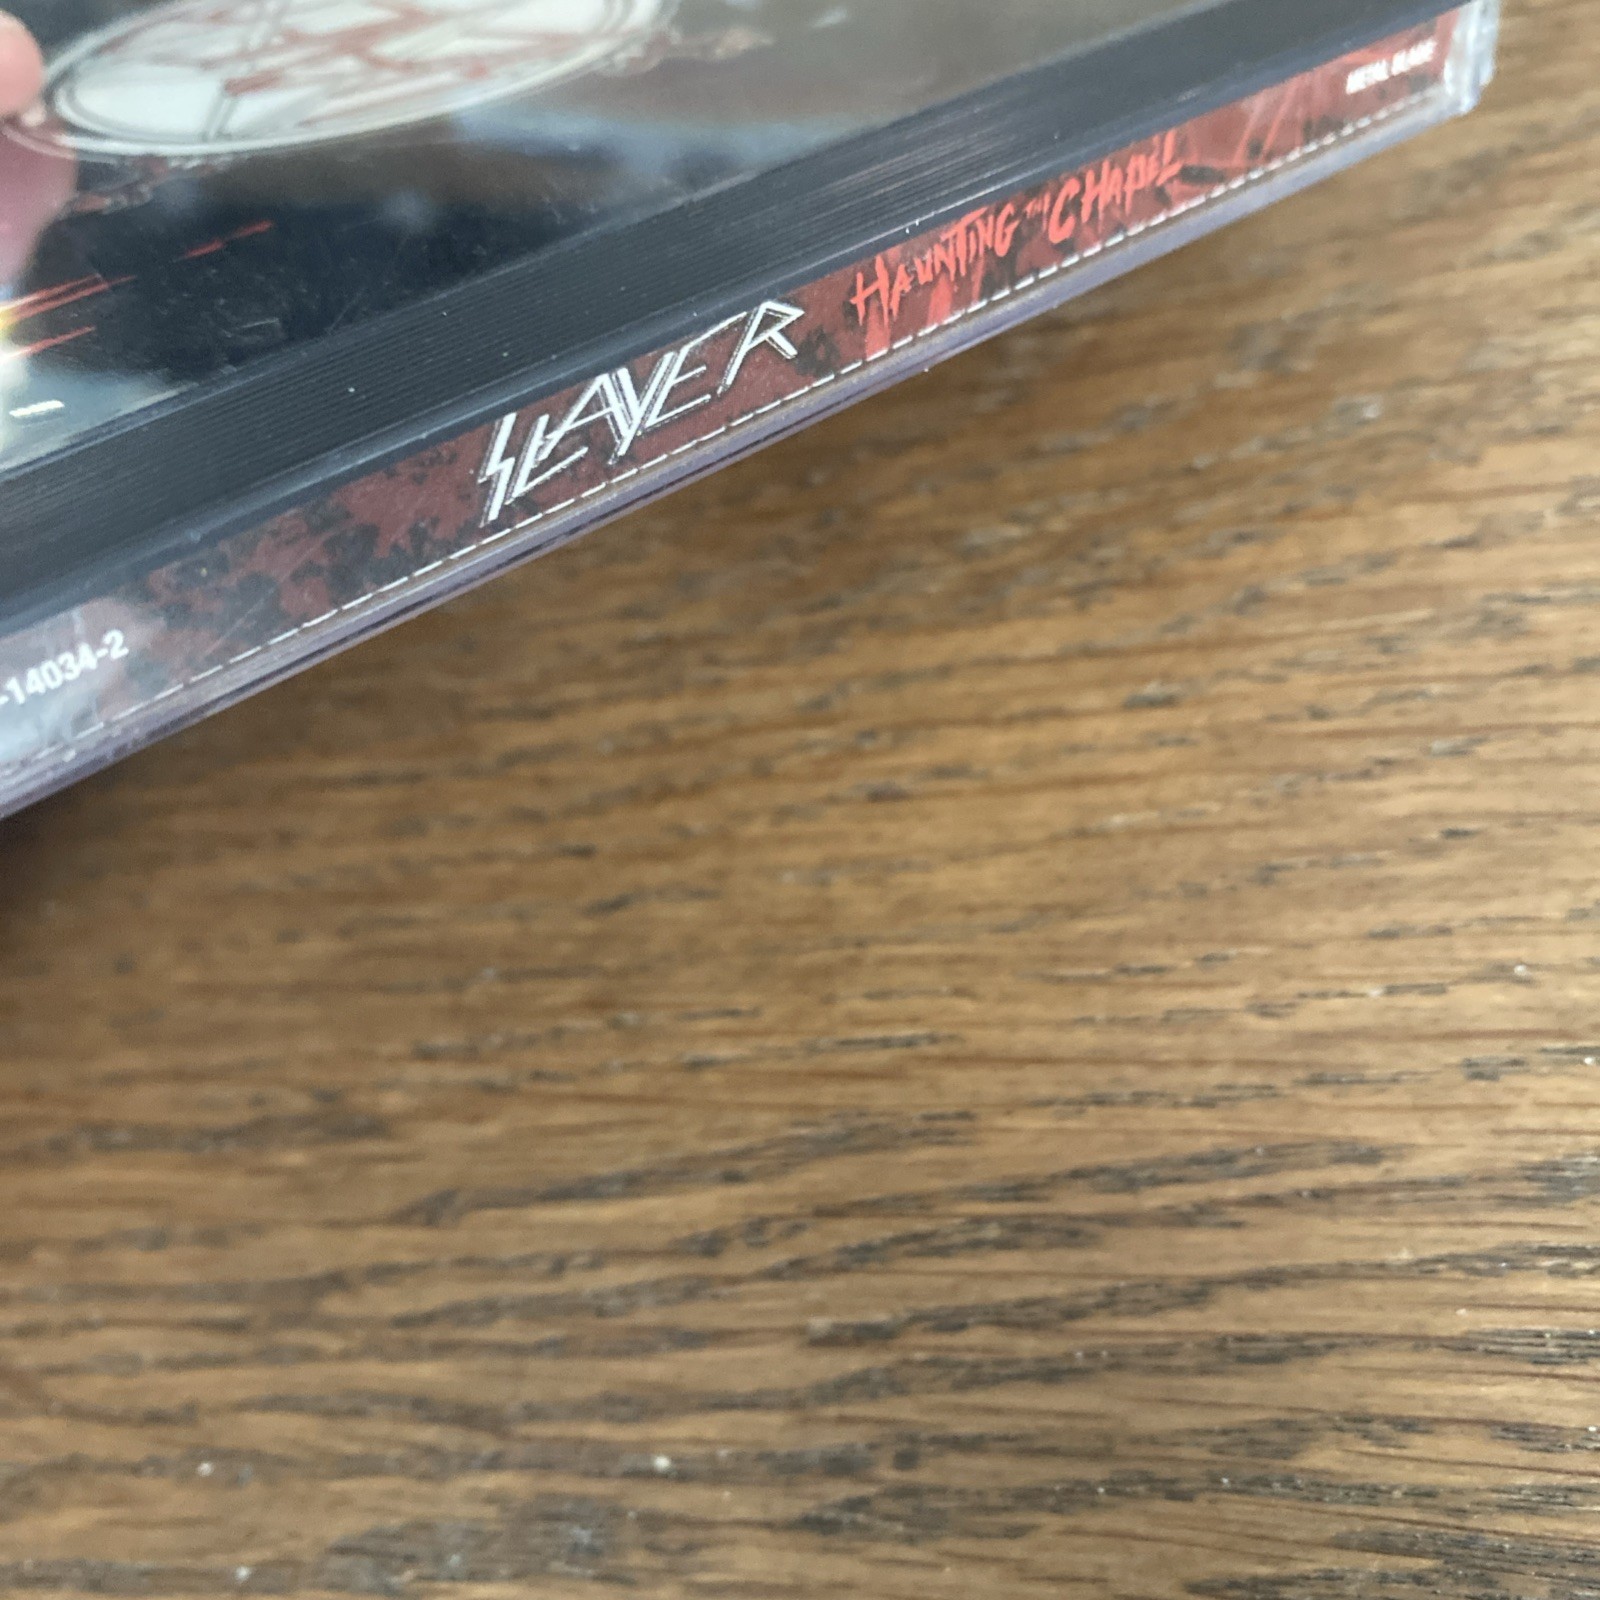 -14034-2
SLAYER
HAUNTING THE CHAPEL
METAL BLADE